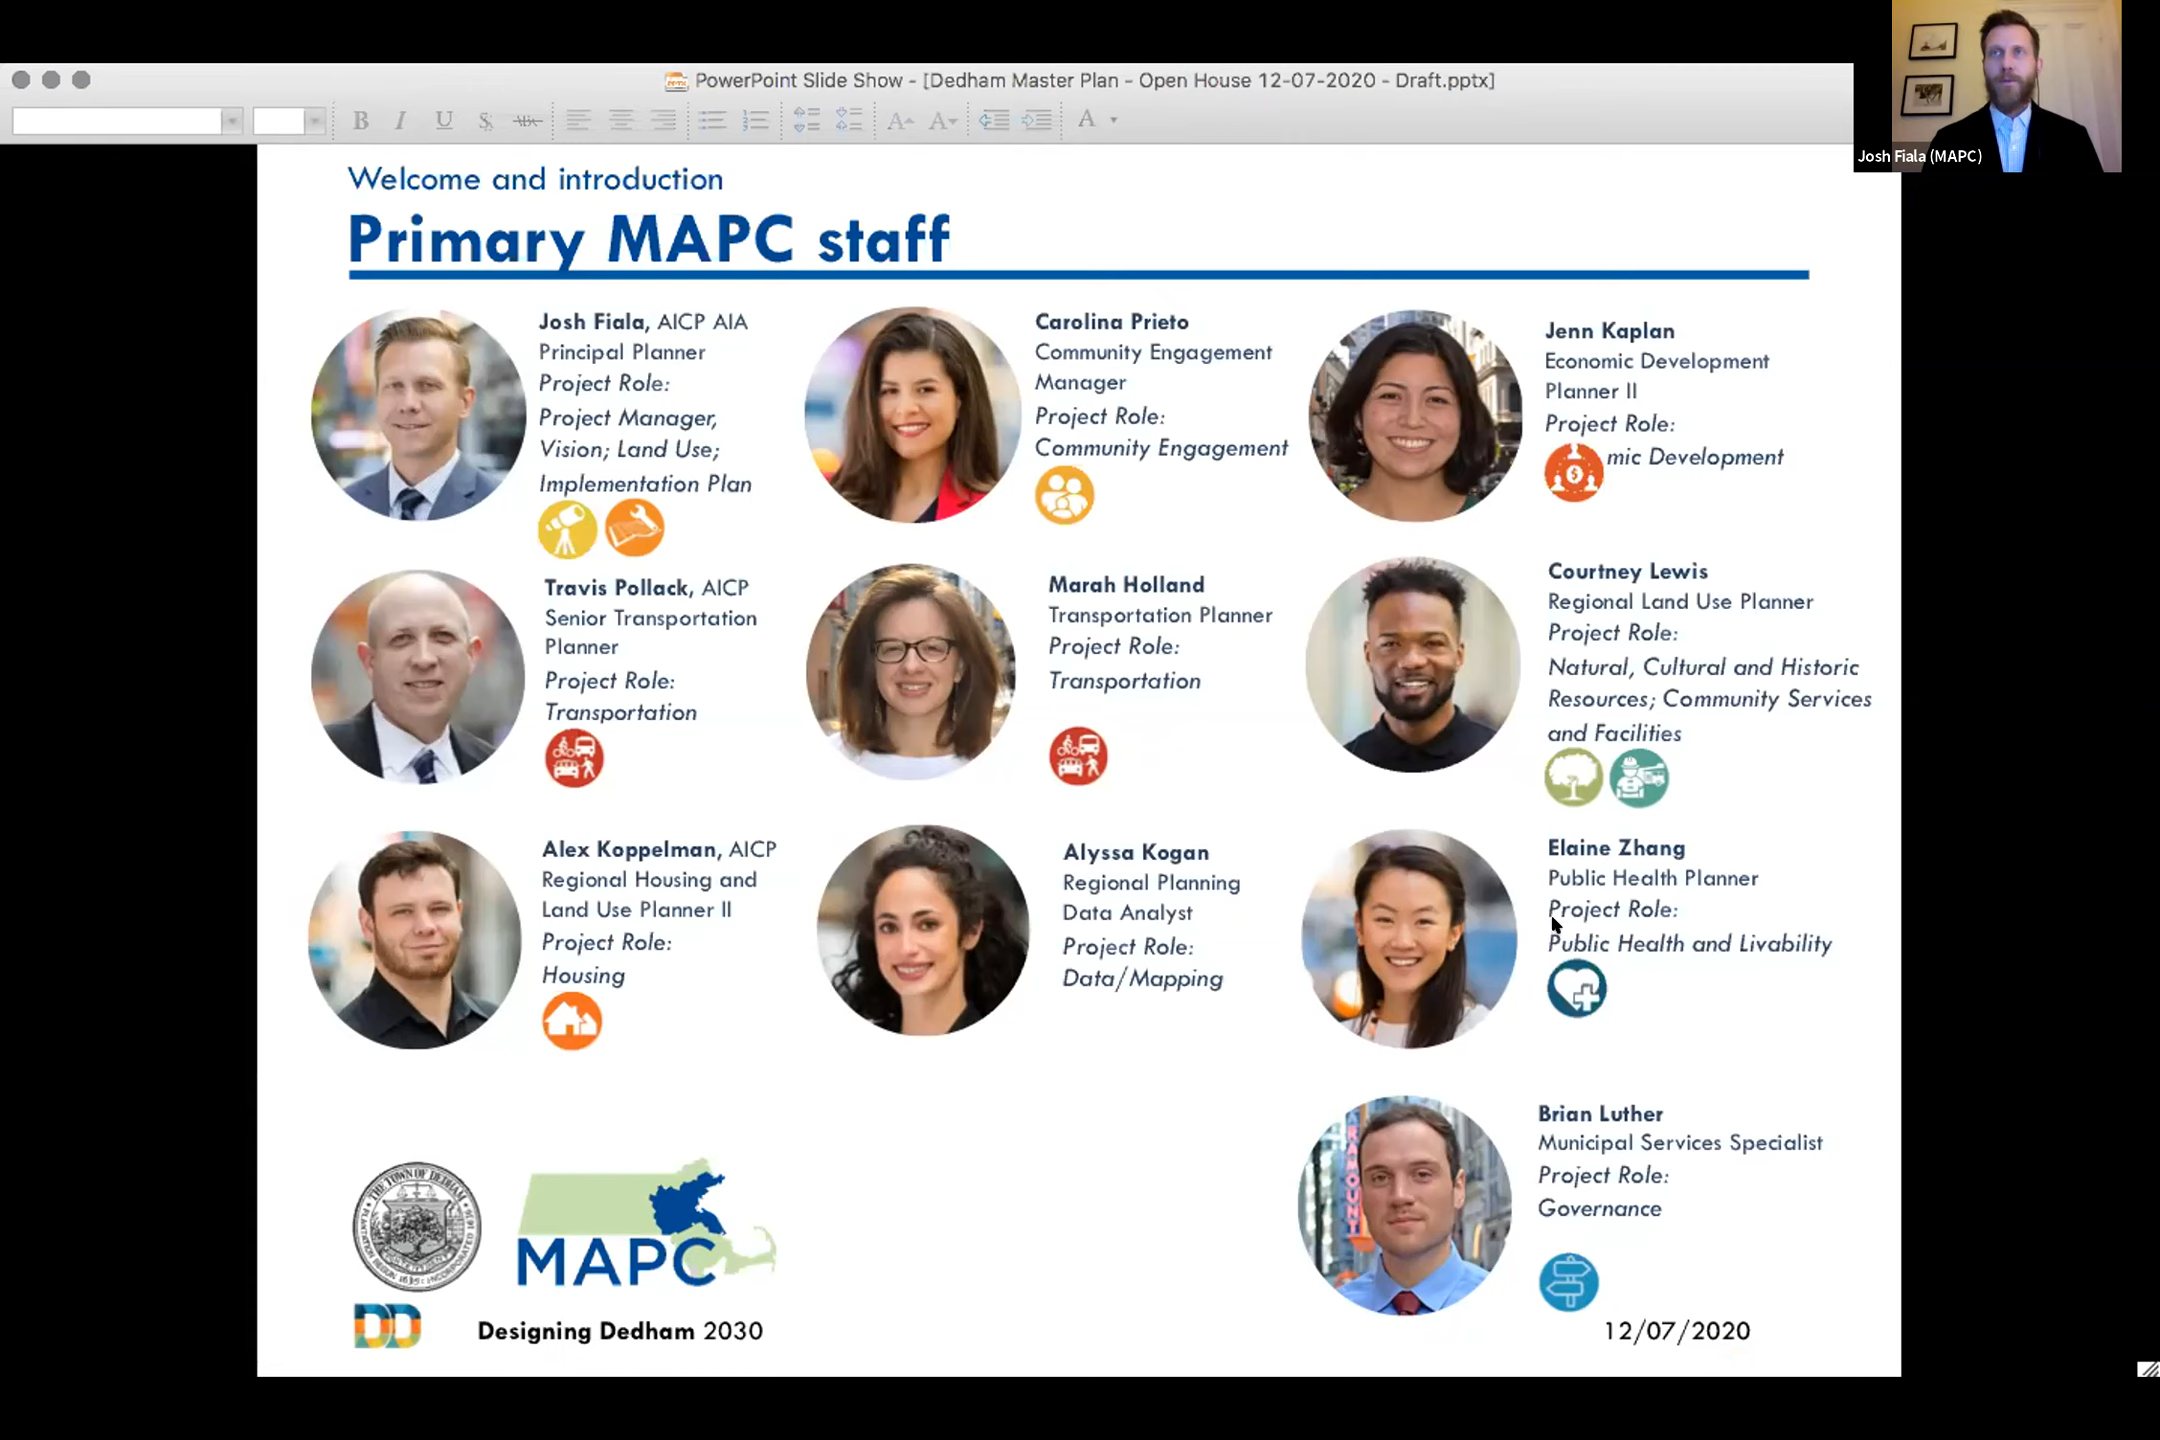 PowerPoint Slide Show - [Dedham Master Plan - Open House 12-07-2020 - Draft.pptx]
Josh Fiala (MAPC)
Welcome and introduction
Primary MAPC staff
Josh Fiala, AICP AIA
Principal Planner
Project Role:
Project Manager,
Vision; Land Use;
Implementation Plan
Carolina Prieto
Community Engagement
Manager
Project Role:
Community Engagement
Jenn Kaplan
Economic Development
Planner II
Project Role:
mic Development
Travis Pollack, AICP
Senior Transportation
Planner
Project Role:
Transportation
Marah Holland
Transportation Planner
Project Role:
Transportation
Courtney Lewis
Regional Land Use Planner
Project Role:
Natural, Cultural and Historic
Resources; Community Services
and Facilities
Alex Koppelman, AICP
Regional Housing and
Land Use Planner II
Project Role:
Housing
Alyssa Kogan
Regional Planning
Data Analyst
Project Role:
Data/Mapping
Elaine Zhang
Public Health Planner
Project Role:
Public Health and Livability
Brian Luther
Municipal Services Specialist
Project Role:
Governance
THE TOWN OF DEDHAM
MAPC
DD
Designing Dedham 2030
12/07/2020